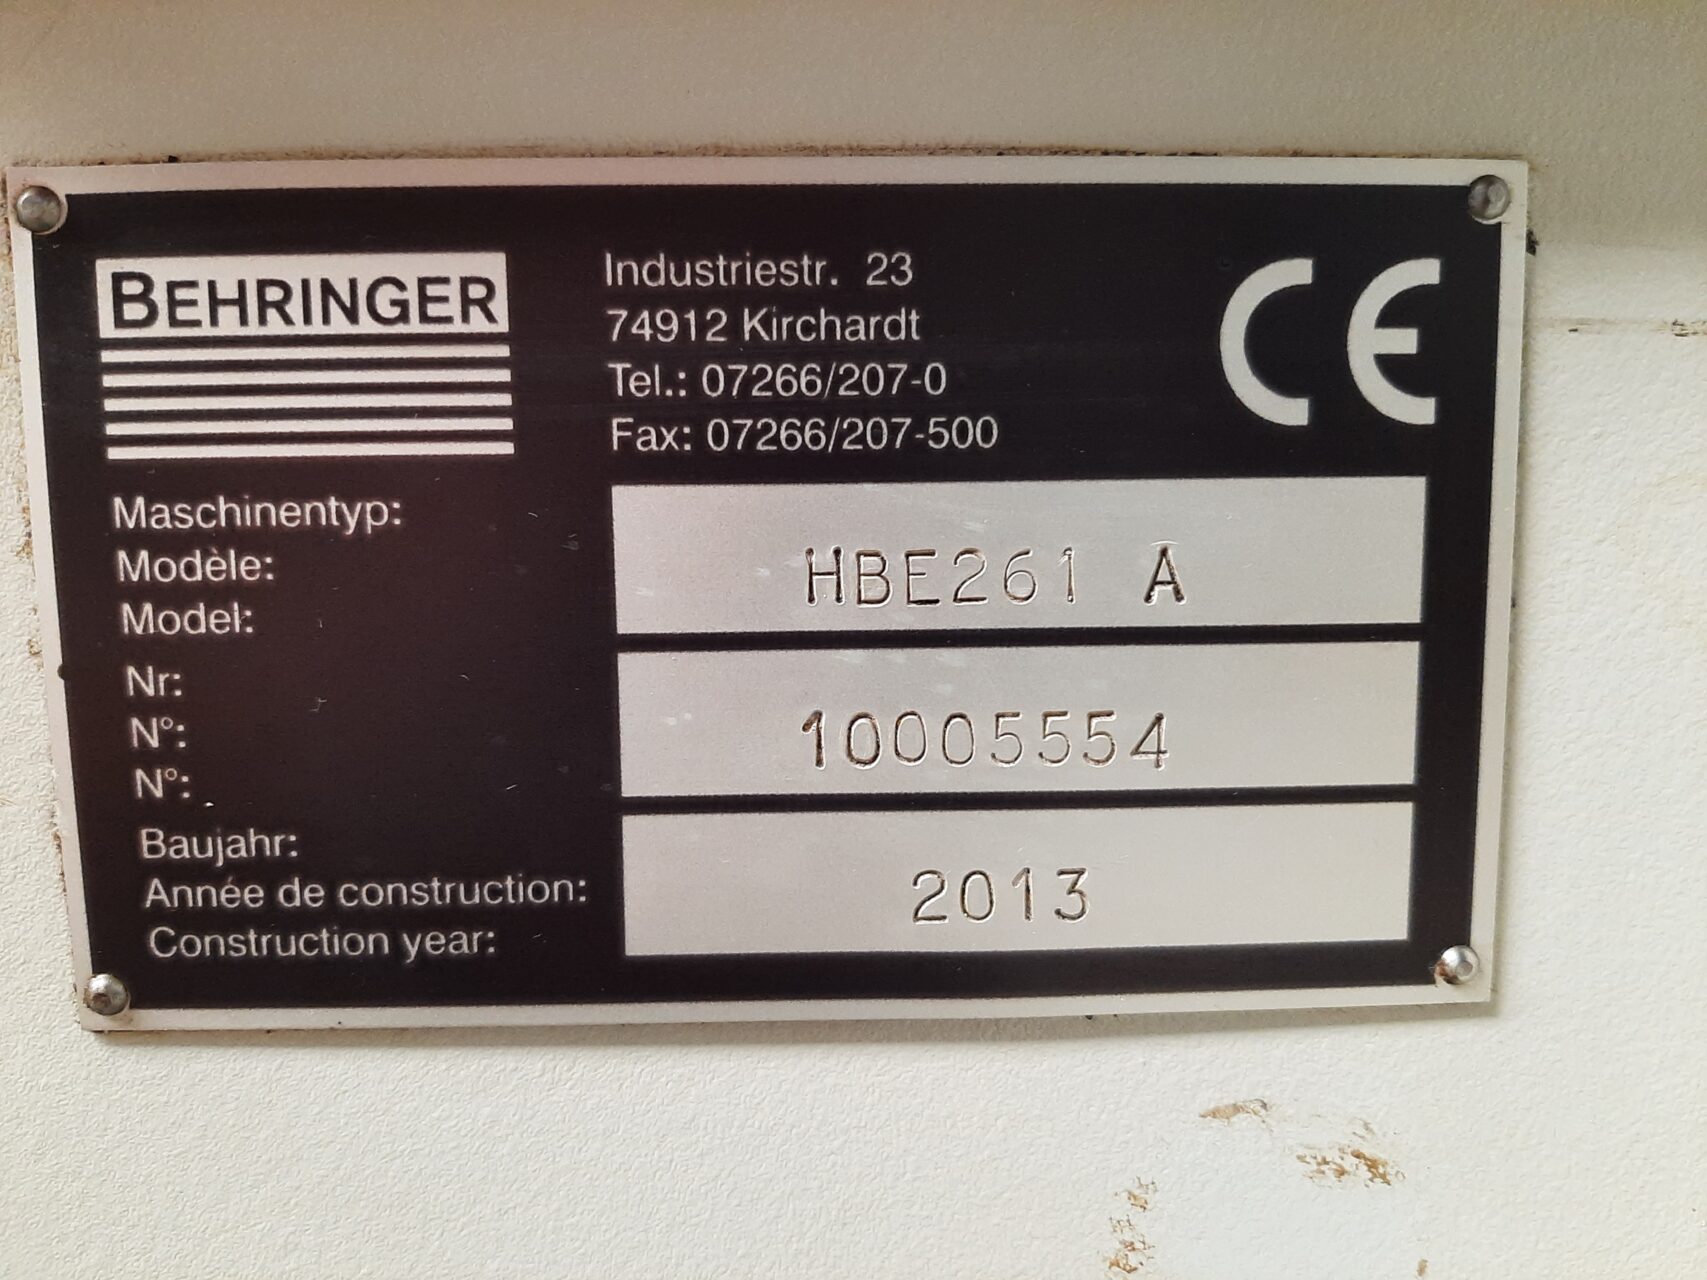 BEHRINGER
Industriestr. 23
74912 Kirchardt
Tel.: 07266/207-0
Fax: 07266/207-500
CE
Maschinentyp:
Modèle:
Model:
HBE261 A
Nr:
N°:
N°:
10005554
Baujahr:
Année de construction:
Construction year:
2013